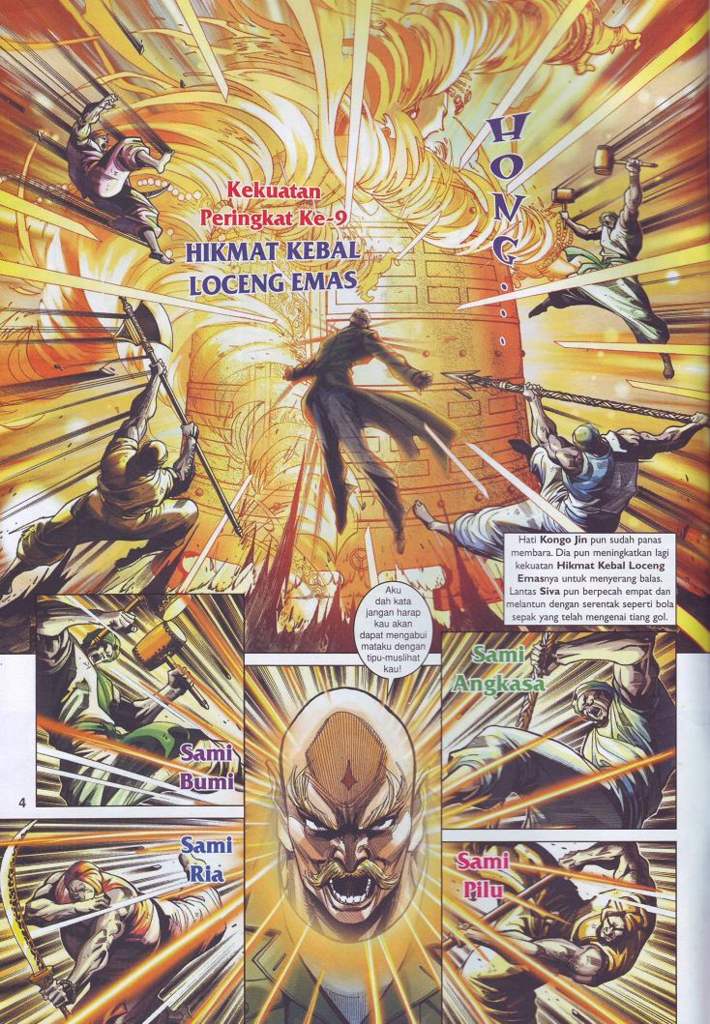 Kekuatan
Peringkat Ke-9
HIKMAT KEBAL
LOCENG EMAS
HONG....
Hati Kongo Jin pun sudah panas
membara. Dia pun meningkatkan lagi
kekuatan Hikmat Kebal Loceng
Emasnya untuk menyerang balas.
Lantas Siva pun berpecah empat dan
melantun dengan serentak seperti bola
sepak yang telah mengenai tiang gol.
Aku
dah kata
jangan harap
kau akan
dapat mengabui
mataku dengan
tipu-muslihat
kau!
Sami
Bumi
Sami
Angkasa
Sami
Ria
Sami
Pilu
4